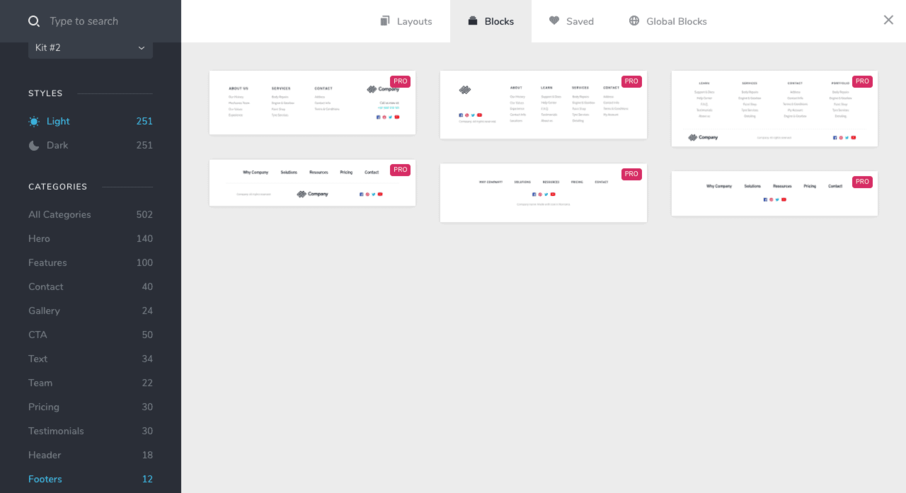 Type to search
Layouts
Blocks
Saved
Global Blocks
Kit #2
STYLES
Light 251
Dark 251
CATEGORIES
All Categories 502
Hero 140
Features 100
Contact 40
Gallery 24
CTA 50
Text 34
Team 22
Pricing 30
Testimonials 30
Header 18
Footers 12
PRO
ABOUT US SERVICES CONTACT Company
PRO
ABOUT LEARN SERVICES CONTACT
PRO
LEARN SERVICES CONTACT PORTFOLIO
Company
PRO
Why Company Solutions Resources Pricing Contact
Company
PRO
WHY COMPANY SOLUTIONS RESOURCES PRICING CONTACT
PRO
Why Company Solutions Resources Pricing Contact